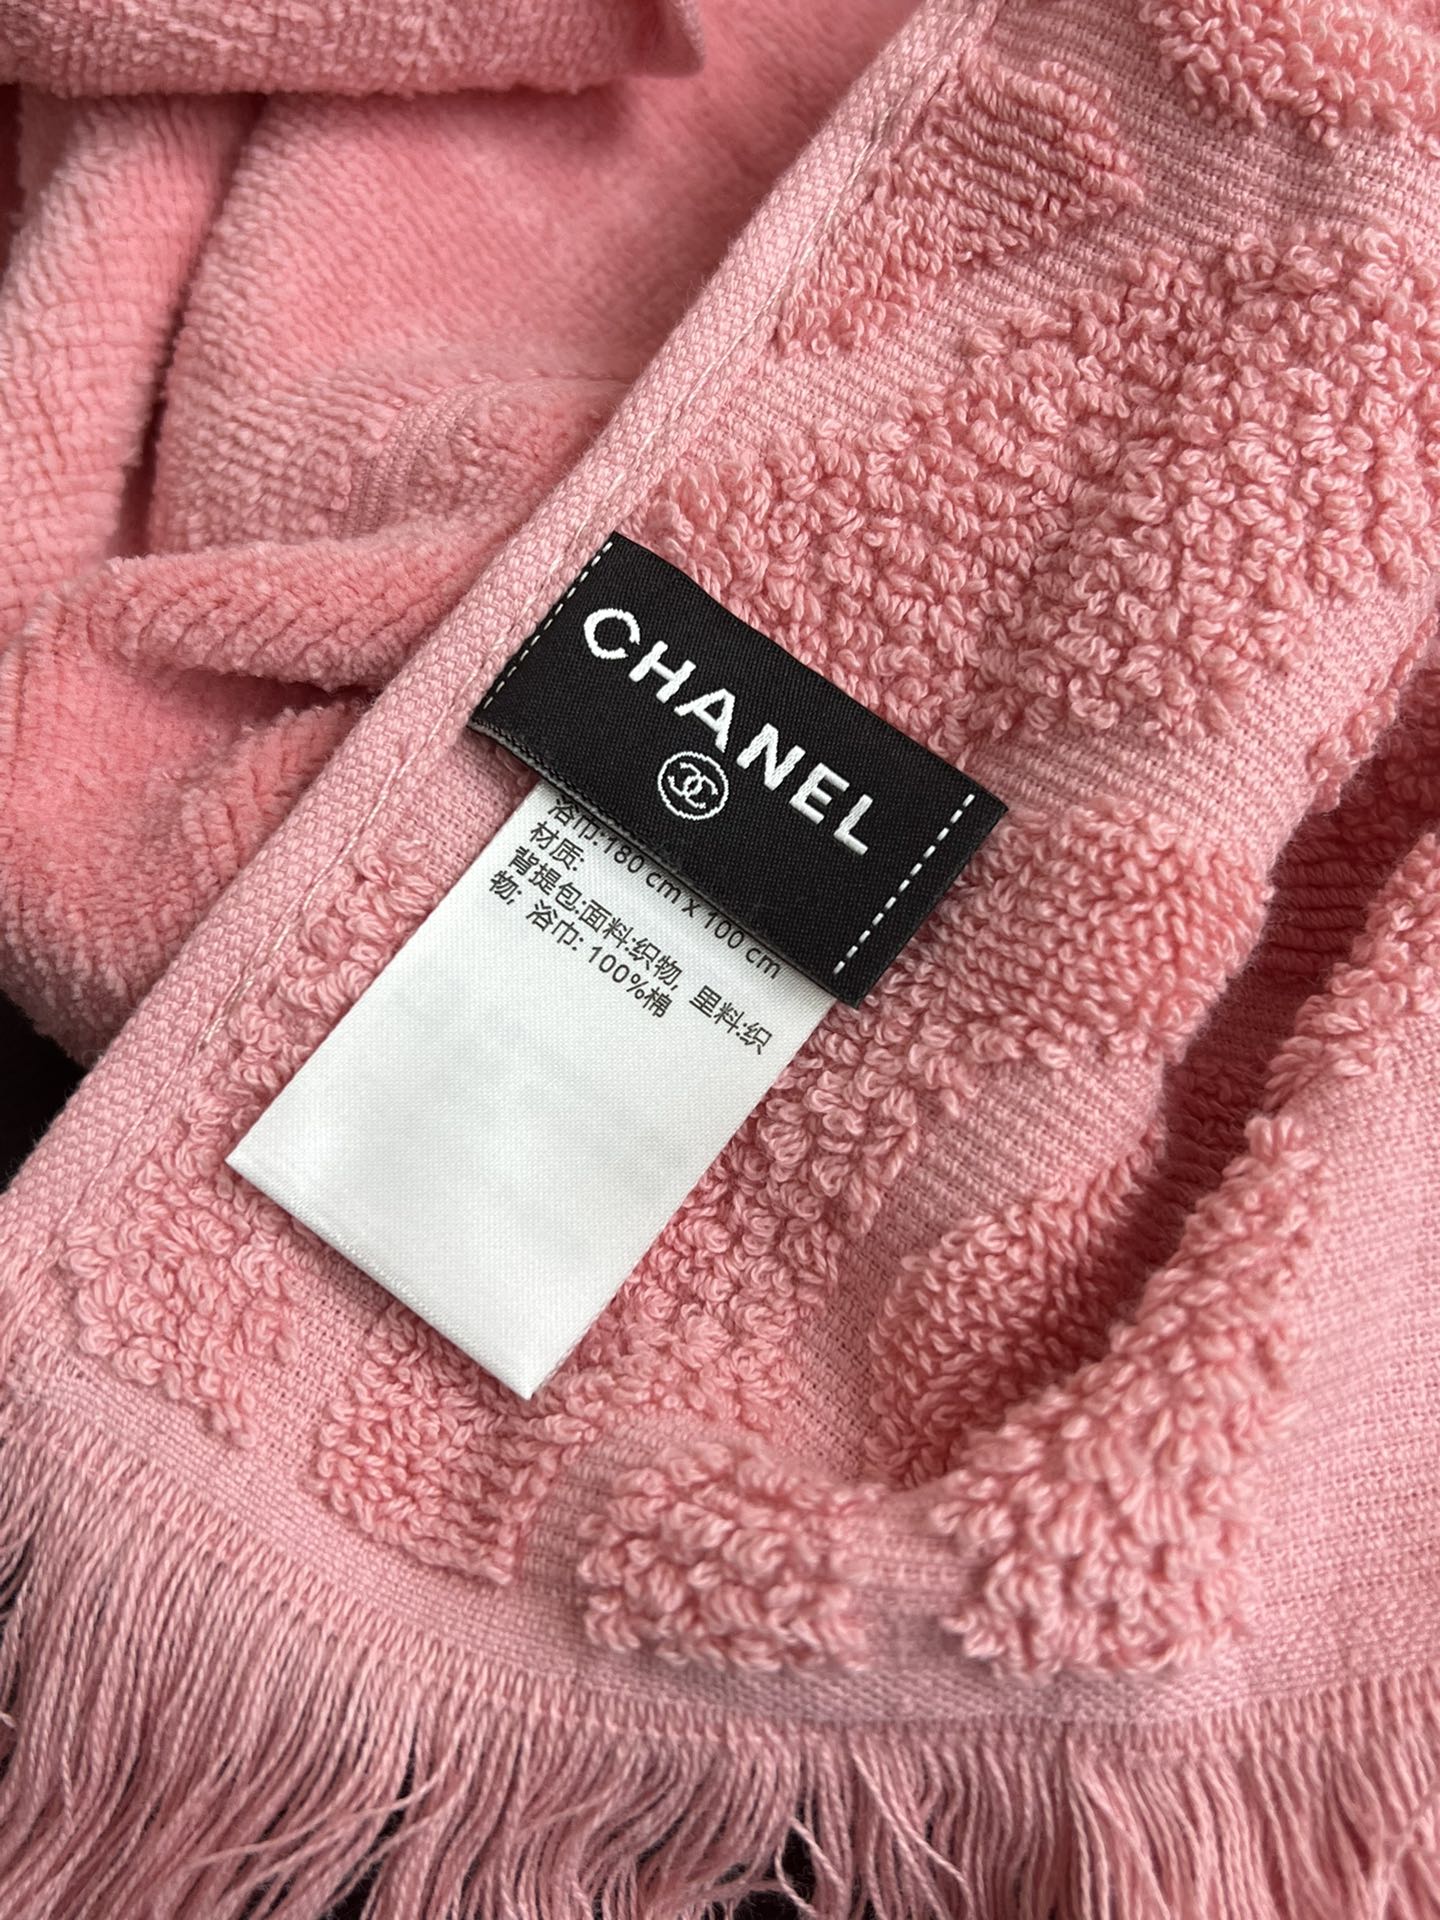 CHANEL
浴巾:180 cm x 100 cm
材质:
背提包:面料:织物, 里料:织
物; 浴巾: 100%棉